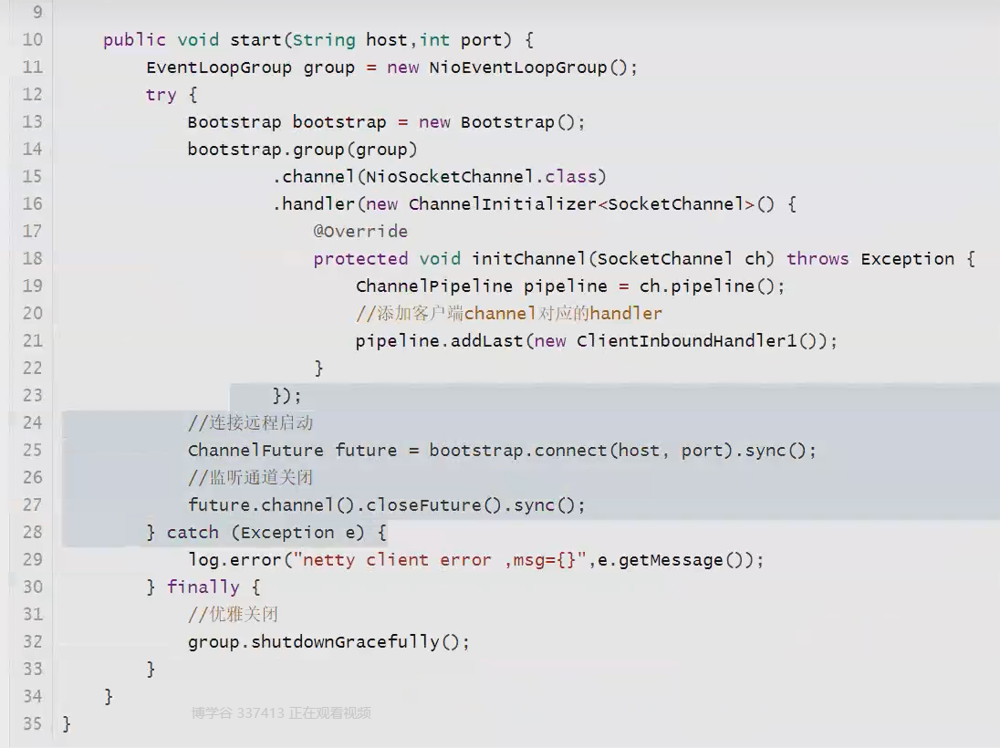 9
10 public void start(String host,int port) {
11 EventLoopGroup group = new NioEventLoopGroup();
12 try {
13 Bootstrap bootstrap = new Bootstrap();
14 bootstrap.group(group)
15 .channel(NioSocketChannel.class)
16 .handler(new ChannelInitializer<SocketChannel>() {
17 @Override
18 protected void initChannel(SocketChannel ch) throws Exception {
19 ChannelPipeline pipeline = ch.pipeline();
20 //添加客户端channel对应的handler
21 pipeline.addLast(new ClientInboundHandler1());
22 }
23 });
24 //连接远程启动
25 ChannelFuture future = bootstrap.connect(host, port).sync();
26 //监听通道关闭
27 future.channel().closeFuture().sync();
28 } catch (Exception e) {
29 log.error("netty client error ,msg={}",e.getMessage());
30 } finally {
31 //优雅关闭
32 group.shutdownGracefully();
33 }
34 }
博学谷 337413 正在观看视频
35 }